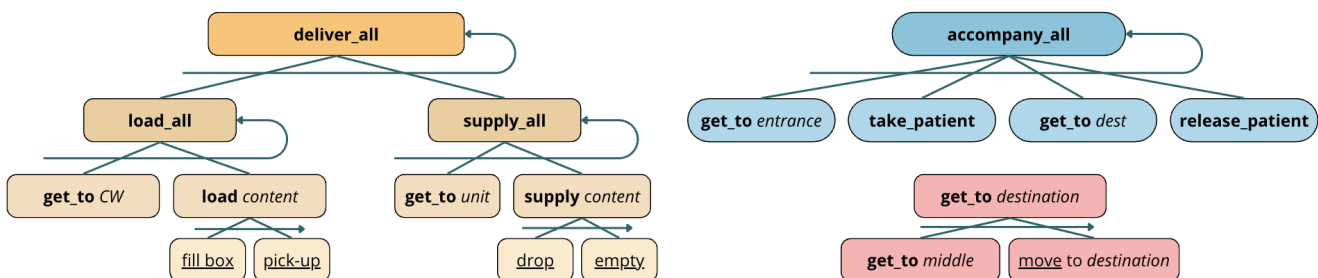 deliver_all
accompany_all
load_all
supply_all
get_to entrance
take_patient
get_to dest
release_patient
get_to CW
load content
get_to unit
supply content
get_to destination
fill box
pick-up
drop
empty
get_to middle
move to destination